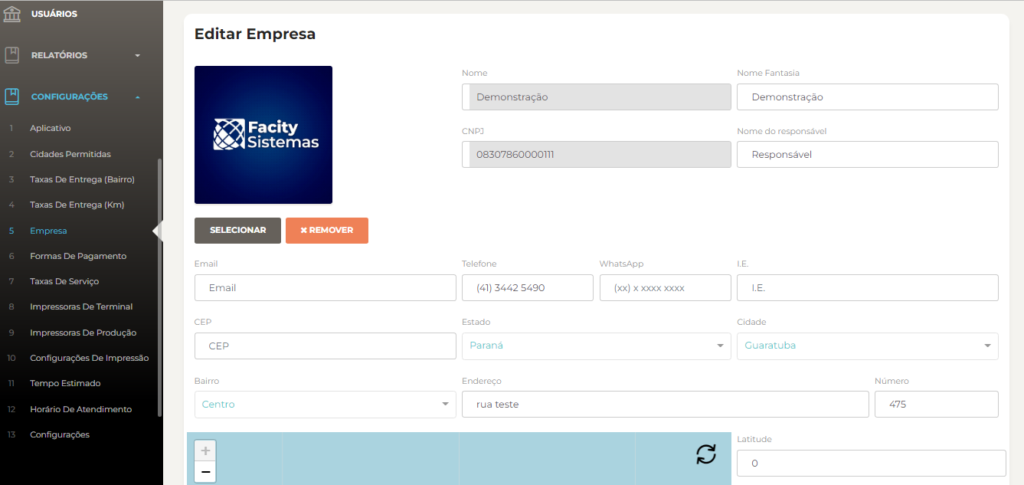 USUÁRIOS
RELATÓRIOS
CONFIGURAÇÕES
1 Aplicativo
2 Cidades Permitidas
3 Taxas De Entrega (Bairro)
4 Taxas De Entrega (Km)
5 Empresa
6 Formas De Pagamento
7 Taxas De Serviço
8 Impressoras De Terminal
9 Impressoras De Produção
10 Configurações De Impressão
11 Tempo Estimado
12 Horário De Atendimento
13 Configurações
Editar Empresa
Facity
Sistemas
SELECIONAR
✖ REMOVER
Nome
Demonstração
Nome Fantasia
Demonstração
CNPJ
08307860000111
Nome do responsável
Responsável
Email
Email
Telefone
(41) 3442 5490
WhatsApp
(xx) x xxxx xxxx
I.E.
I.E.
CEP
CEP
Estado
Paraná
Cidade
Guaratuba
Bairro
Centro
Endereço
rua teste
Número
475
+
−
Latitude
0